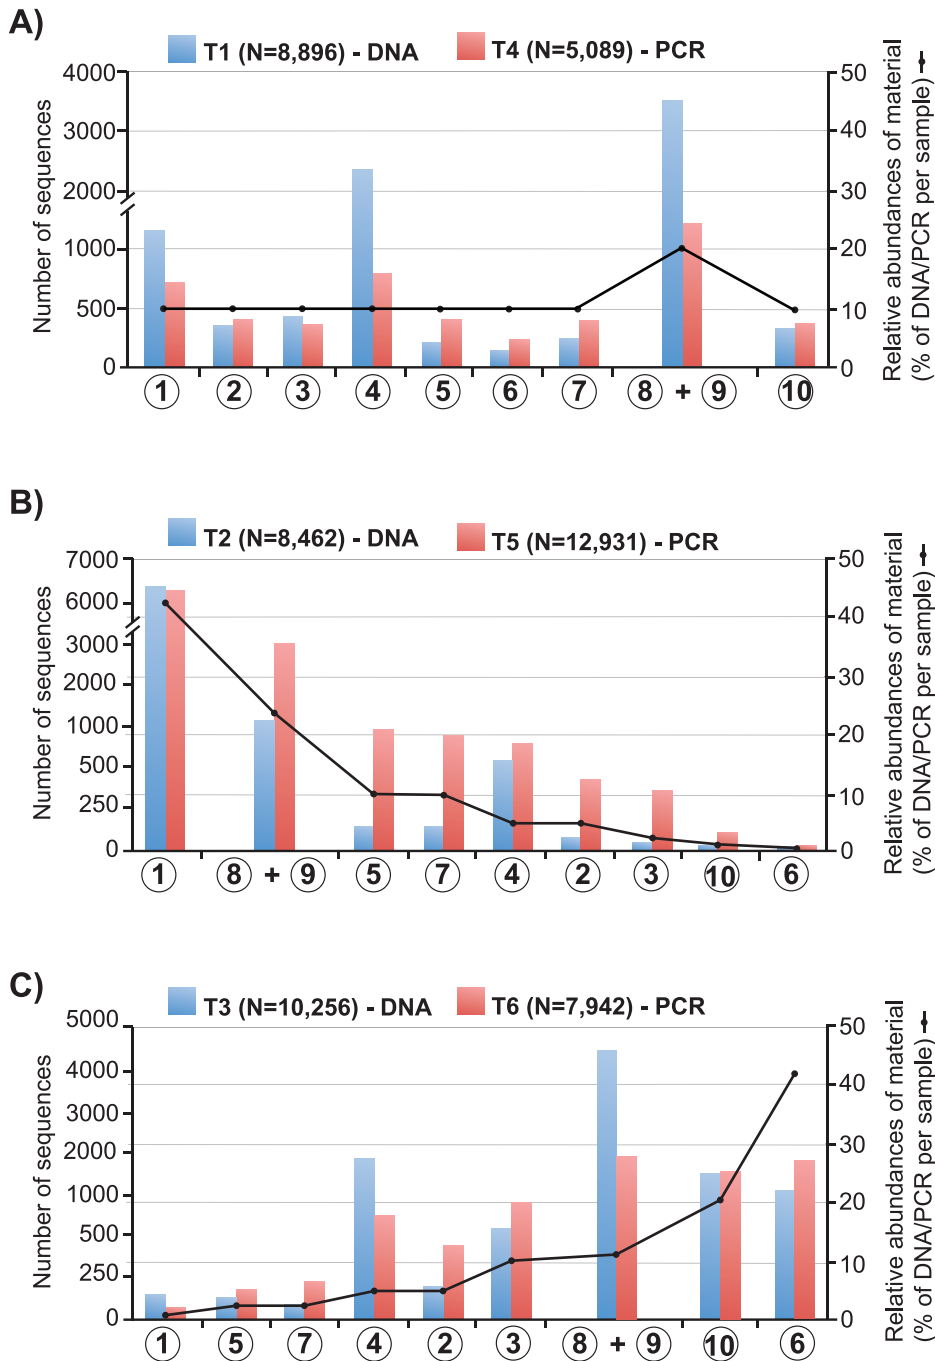 A)
T1 (N=8,896) - DNA
T4 (N=5,089) - PCR
Number of sequences
4000
3000
2000
1000
500
0
50
40
30
20
10
0
Relative abundances of material
(% of DNA/PCR per sample)
1 2 3 4 5 6 7 8 + 9 10
B)
T2 (N=8,462) - DNA
T5 (N=12,931) - PCR
Number of sequences
7000
6000
3000
2000
1000
500
250
0
50
40
30
20
10
0
Relative abundances of material
(% of DNA/PCR per sample)
1 8 + 9 5 7 4 2 3 10 6
C)
T3 (N=10,256) - DNA
T6 (N=7,942) - PCR
Number of sequences
5000
4000
3000
2000
1000
500
250
0
50
40
30
20
10
0
Relative abundances of material
(% of DNA/PCR per sample)
1 5 7 4 2 3 8 + 9 10 6